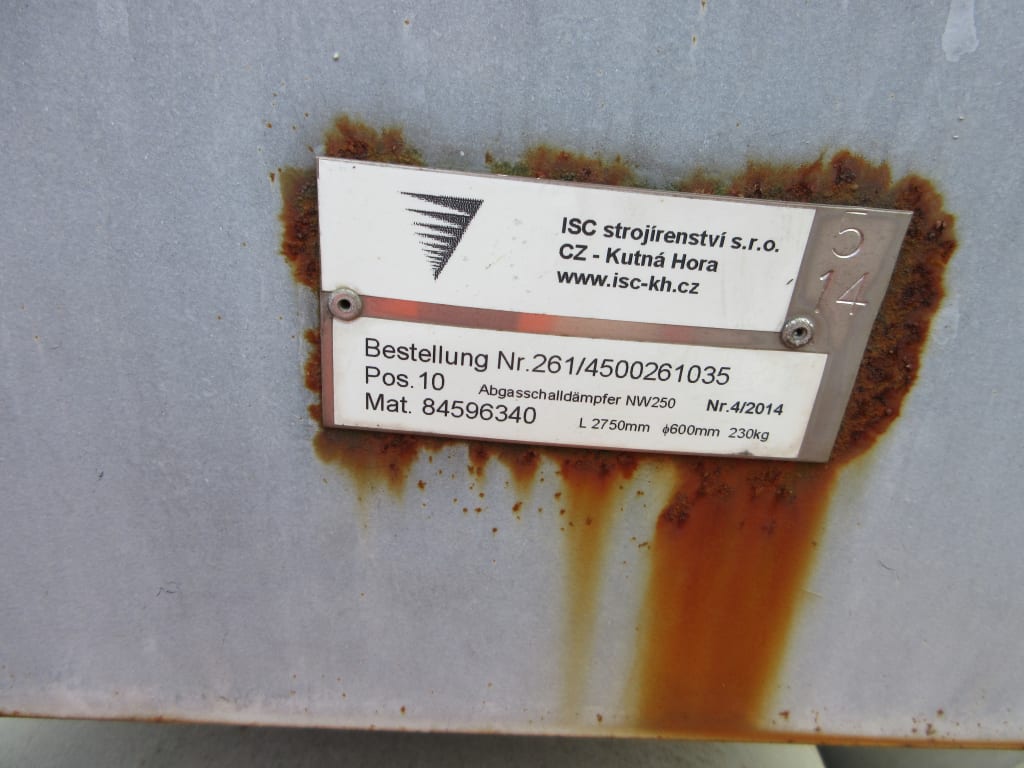 ISC strojírenství s.r.o.
CZ - Kutná Hora
www.isc-kh.cz
5
14
Bestellung Nr.261/4500261035
Pos.10 Abgasschalldämpfer NW250 Nr.4/2014
Mat. 84596340 L 2750mm ϕ600mm 230kg